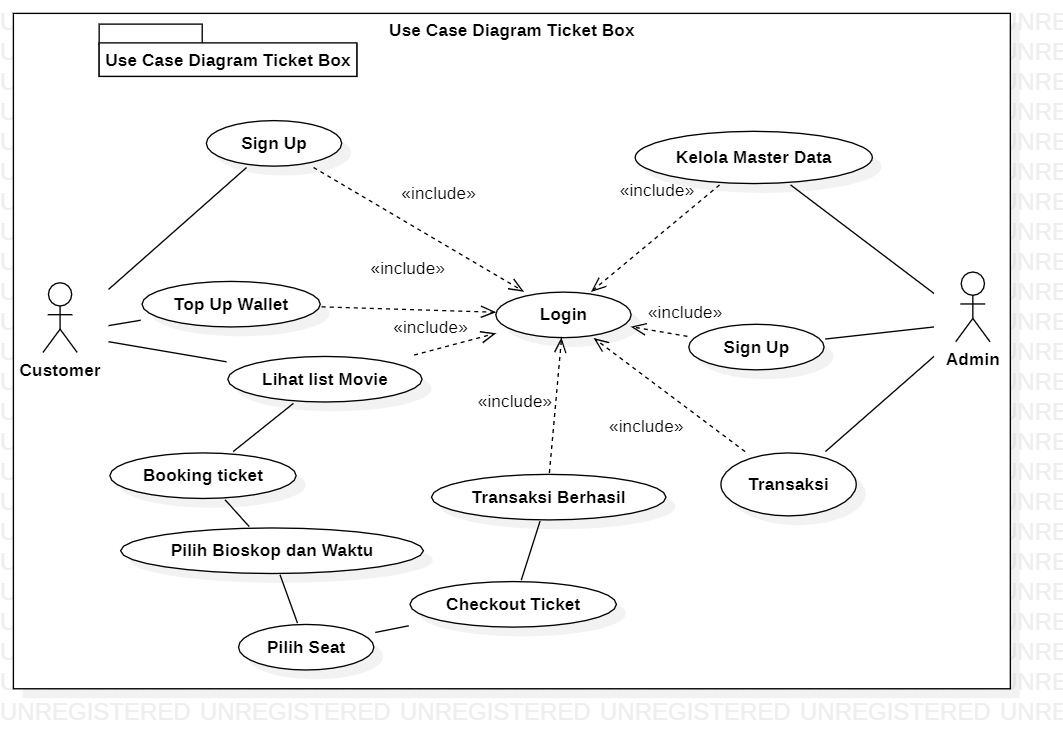 Use Case Diagram Ticket Box
Use Case Diagram Ticket Box
Sign Up
Kelola Master Data
«include»
«include»
«include»
Top Up Wallet
Login
«include»
«include»
Sign Up
Customer
Admin
Lihat list Movie
«include»
«include»
Booking ticket
Transaksi
Transaksi Berhasil
Pilih Bioskop dan Waktu
Checkout Ticket
Pilih Seat
UNREGISTERED UNREGISTERED UNREGISTERED UNREGISTERED UNREGISTERED